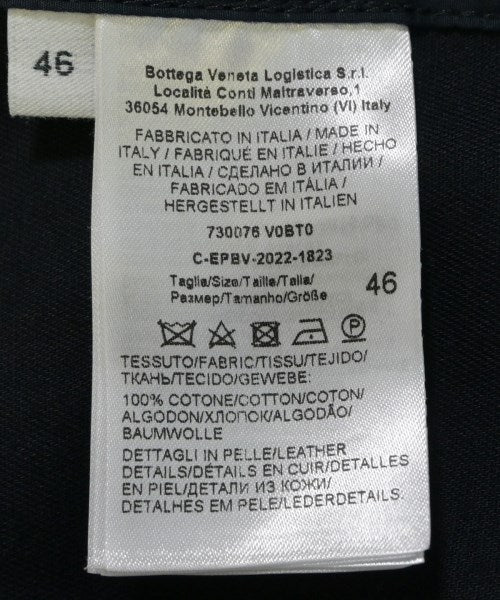 46
Bottega Veneta Logistica S.r.l.
Località Conti Maltraverso,1
36054 Montebello Vicentino (VI) Italy
FABBRICATO IN ITALIA / MADE IN
ITALY / FABRIQUÉ EN ITALIE / HECHO
EN ITALIA / СДЕЛАНО В ИТАЛИИ /
FABRICADO EM ITÁLIA /
HERGESTELLT IN ITALIEN
730076 V0BT0
C-EPBV-2022-1823
Taglia/Size/Taille/Talla/
Размер/Tamanho/Größe 46
P
TESSUTO/FABRIC/TISSU/TEJIDO/
ТКАНЬ/TECIDO/GEWEBE:
100% COTONE/COTTON/COTON/
ALGODON/ХЛОПОК/ALGODÃO/
BAUMWOLLE
DETTAGLI IN PELLE/LEATHER
DETAILS/DÉTAILS EN CUIR/DETALLES
EN PIEL/ДЕТАЛИ ИЗ КОЖИ/
DETALHES EM PELE/LEDERDETAILS